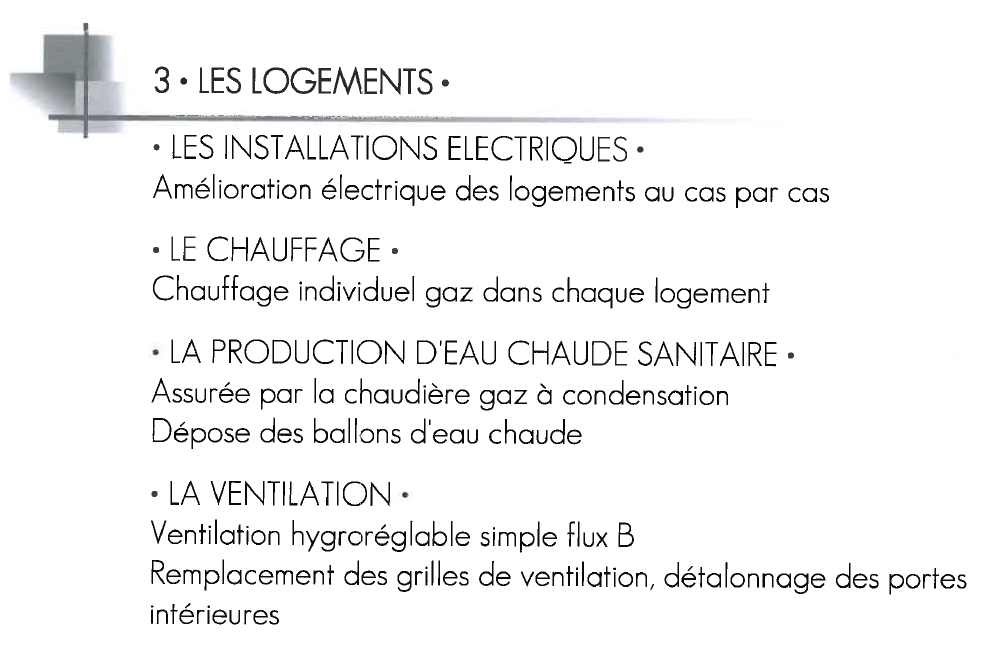 3 • LES LOGEMENTS •
• LES INSTALLATIONS ELECTRIQUES •
Amélioration électrique des logements au cas par cas
• LE CHAUFFAGE •
Chauffage individuel gaz dans chaque logement
• LA PRODUCTION D'EAU CHAUDE SANITAIRE •
Assurée par la chaudière gaz à condensation
Dépose des ballons d'eau chaude
• LA VENTILATION •
Ventilation hygroréglable simple flux B
Remplacement des grilles de ventilation, détalonnage des portes
intérieures